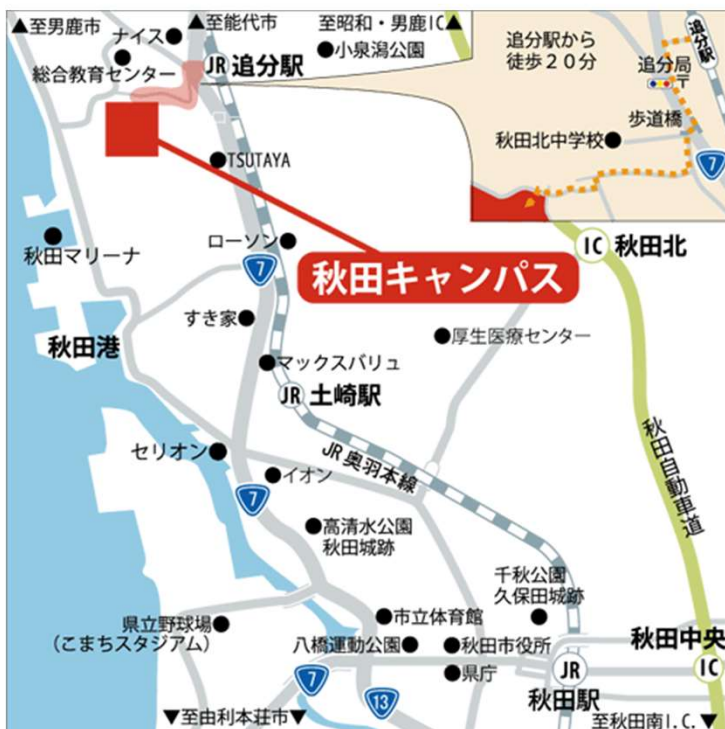 ▲至男鹿市
▲至能代市
至昭和・男鹿IC▲
ナイス
総合教育センター
JR 追分駅
小泉潟公園
追分駅から
徒歩20分
追分駅
追分局
〒
歩道橋
秋田北中学校
7
TSUTAYA
ローソン
秋田マリーナ
7
秋田キャンパス
IC 秋田北
すき家
秋田港
厚生医療センター
マックスバリュ
JR 土崎駅
セリオン
イオン
JR奥羽本線
秋田自動車道
7
高清水公園
秋田城跡
千秋公園
久保田城跡
県立野球場
(こまちスタジアム)
市立体育館
八橋運動公園
秋田市役所
県庁
秋田中央
IC
JR
秋田駅
7
13
▼至由利本荘市▼
至秋田南I.C.▼